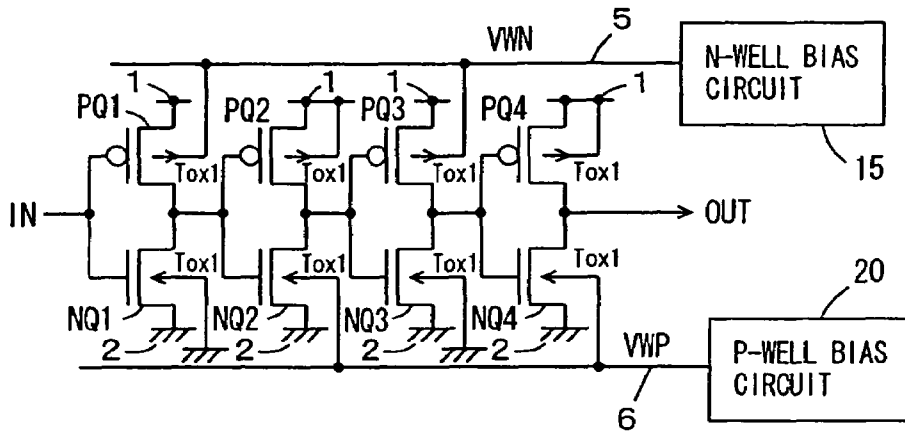 VWN 5 N-WELL BIAS
CIRCUIT
1 1 1 1
PQ1 PQ2 PQ3 PQ4
15
Tox1 Tox1 Tox1 Tox1
IN OUT
Tox1 Tox1 Tox1 Tox1
20
NQ1 NQ2 NQ3 NQ4
2 2 2 2
VWP P-WELL BIAS
CIRCUIT
6